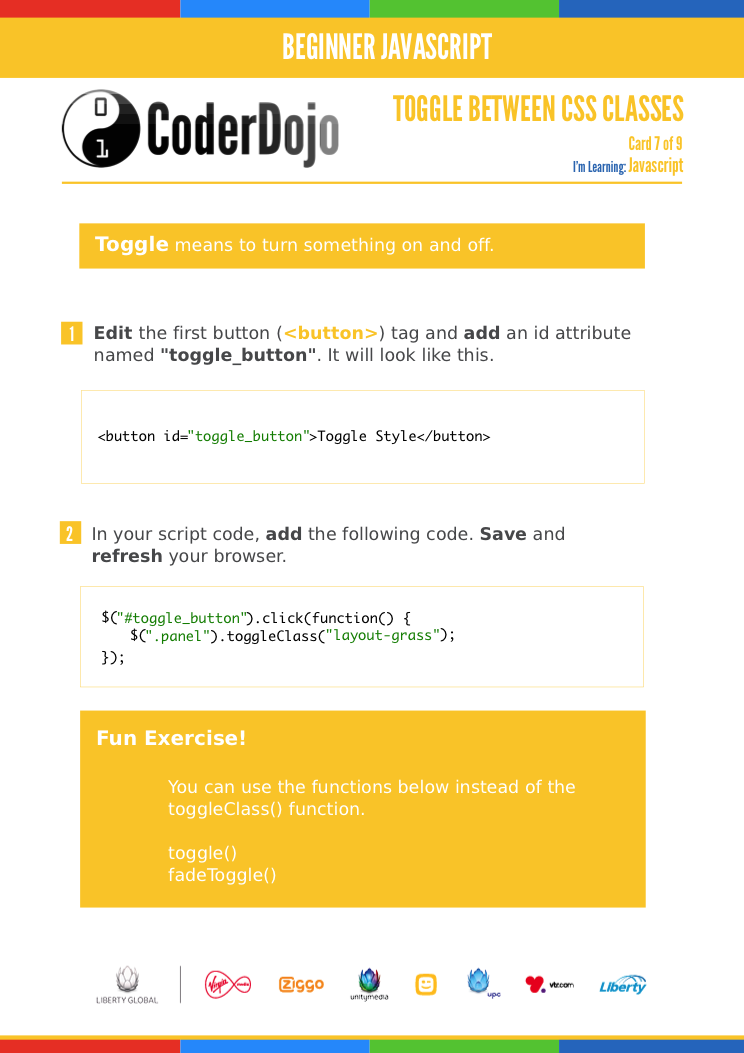 BEGINNER JAVASCRIPT
0
1
CoderDojo
TOGGLE BETWEEN CSS CLASSES
Card 7 of 9
I'm Learning: Javascript
Toggle means to turn something on and off.
1
Edit the first button (<button>) tag and add an id attribute
named "toggle_button". It will look like this.
<button id="toggle_button">Toggle Style</button>
2
In your script code, add the following code. Save and
refresh your browser.
$("#toggle_button").click(function() {
$(".panel").toggleClass("layout-grass");
});
Fun Exercise!
You can use the functions below instead of the
toggleClass() function.
toggle()
fadeToggle()
LIBERTY GLOBAL
Virgin media
Ziggo
unitymedia
upc
vtr.com
Liberty